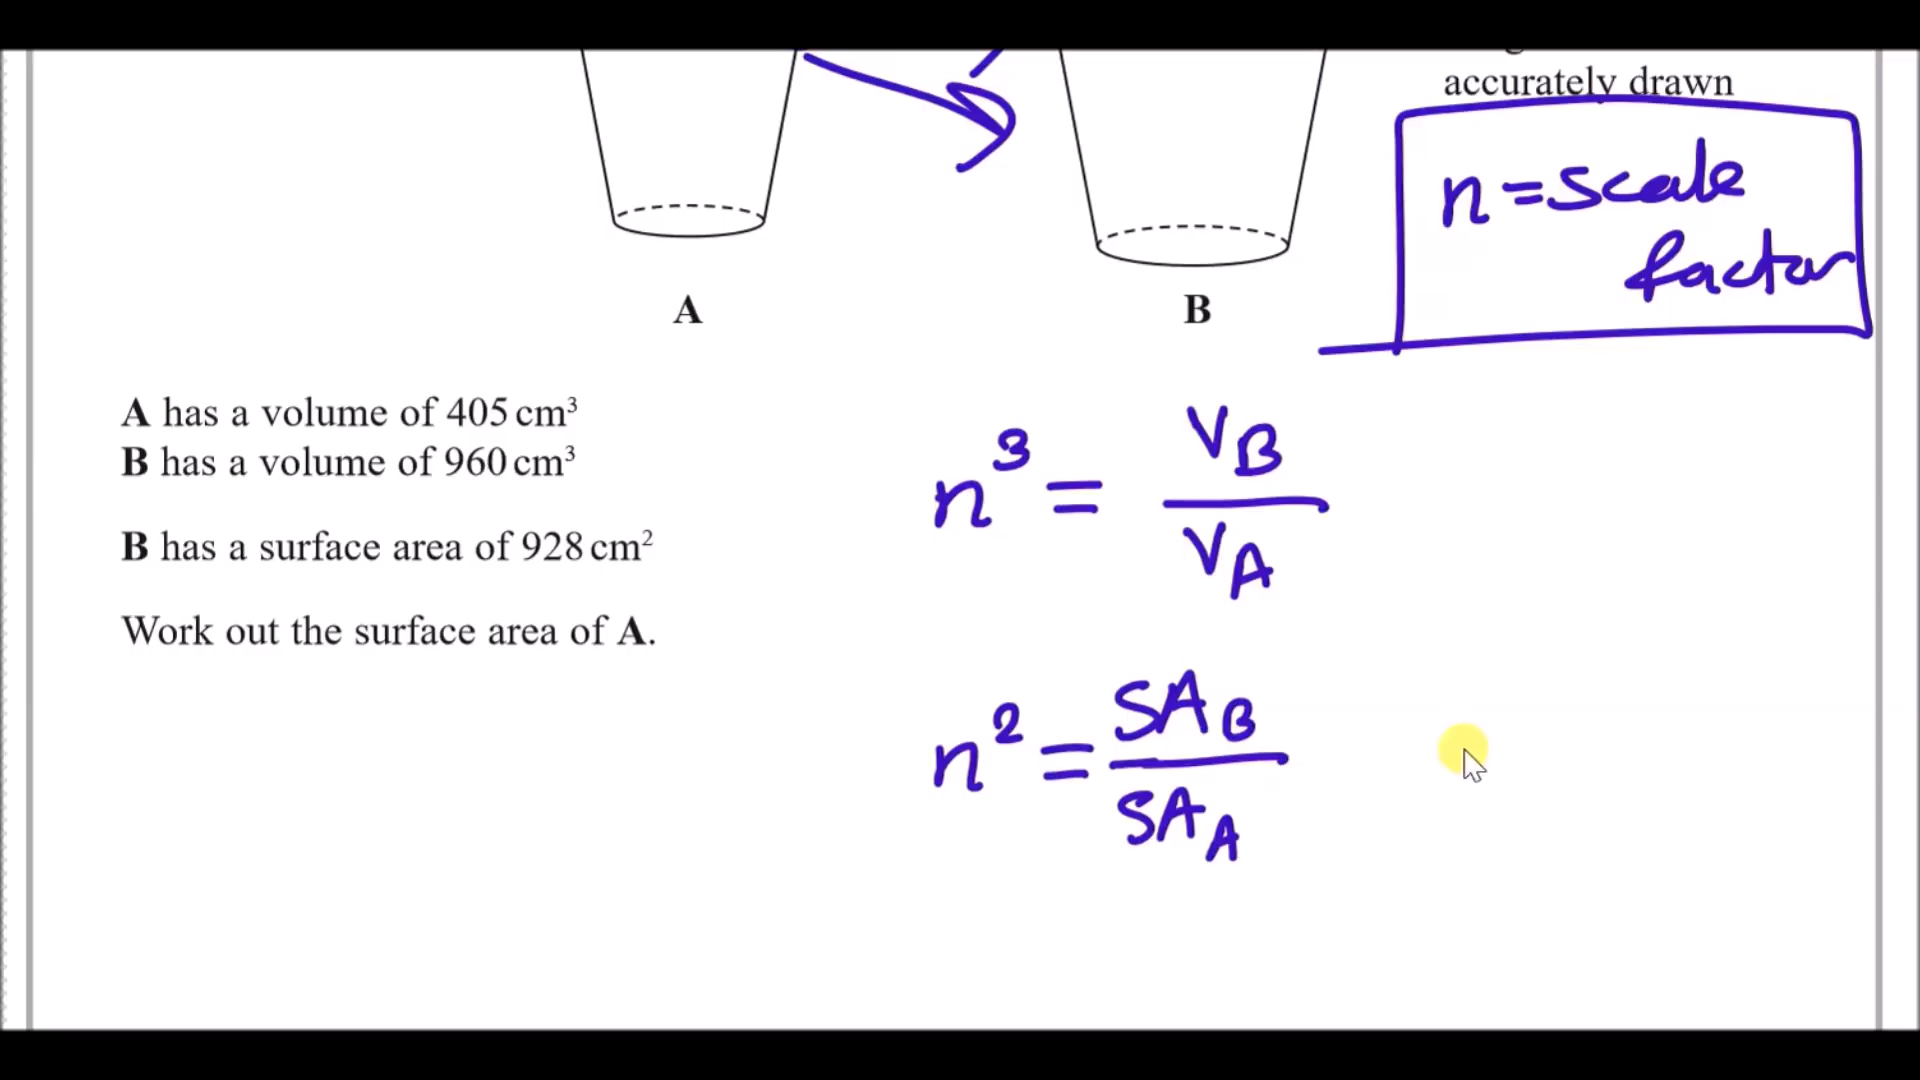 accurately drawn
n = scale
factor
A
B
A has a volume of 405 cm³
B has a volume of 960 cm³
B has a surface area of 928 cm²
Work out the surface area of A.
n³ = V_B / V_A
n² = SA_B / SA_A